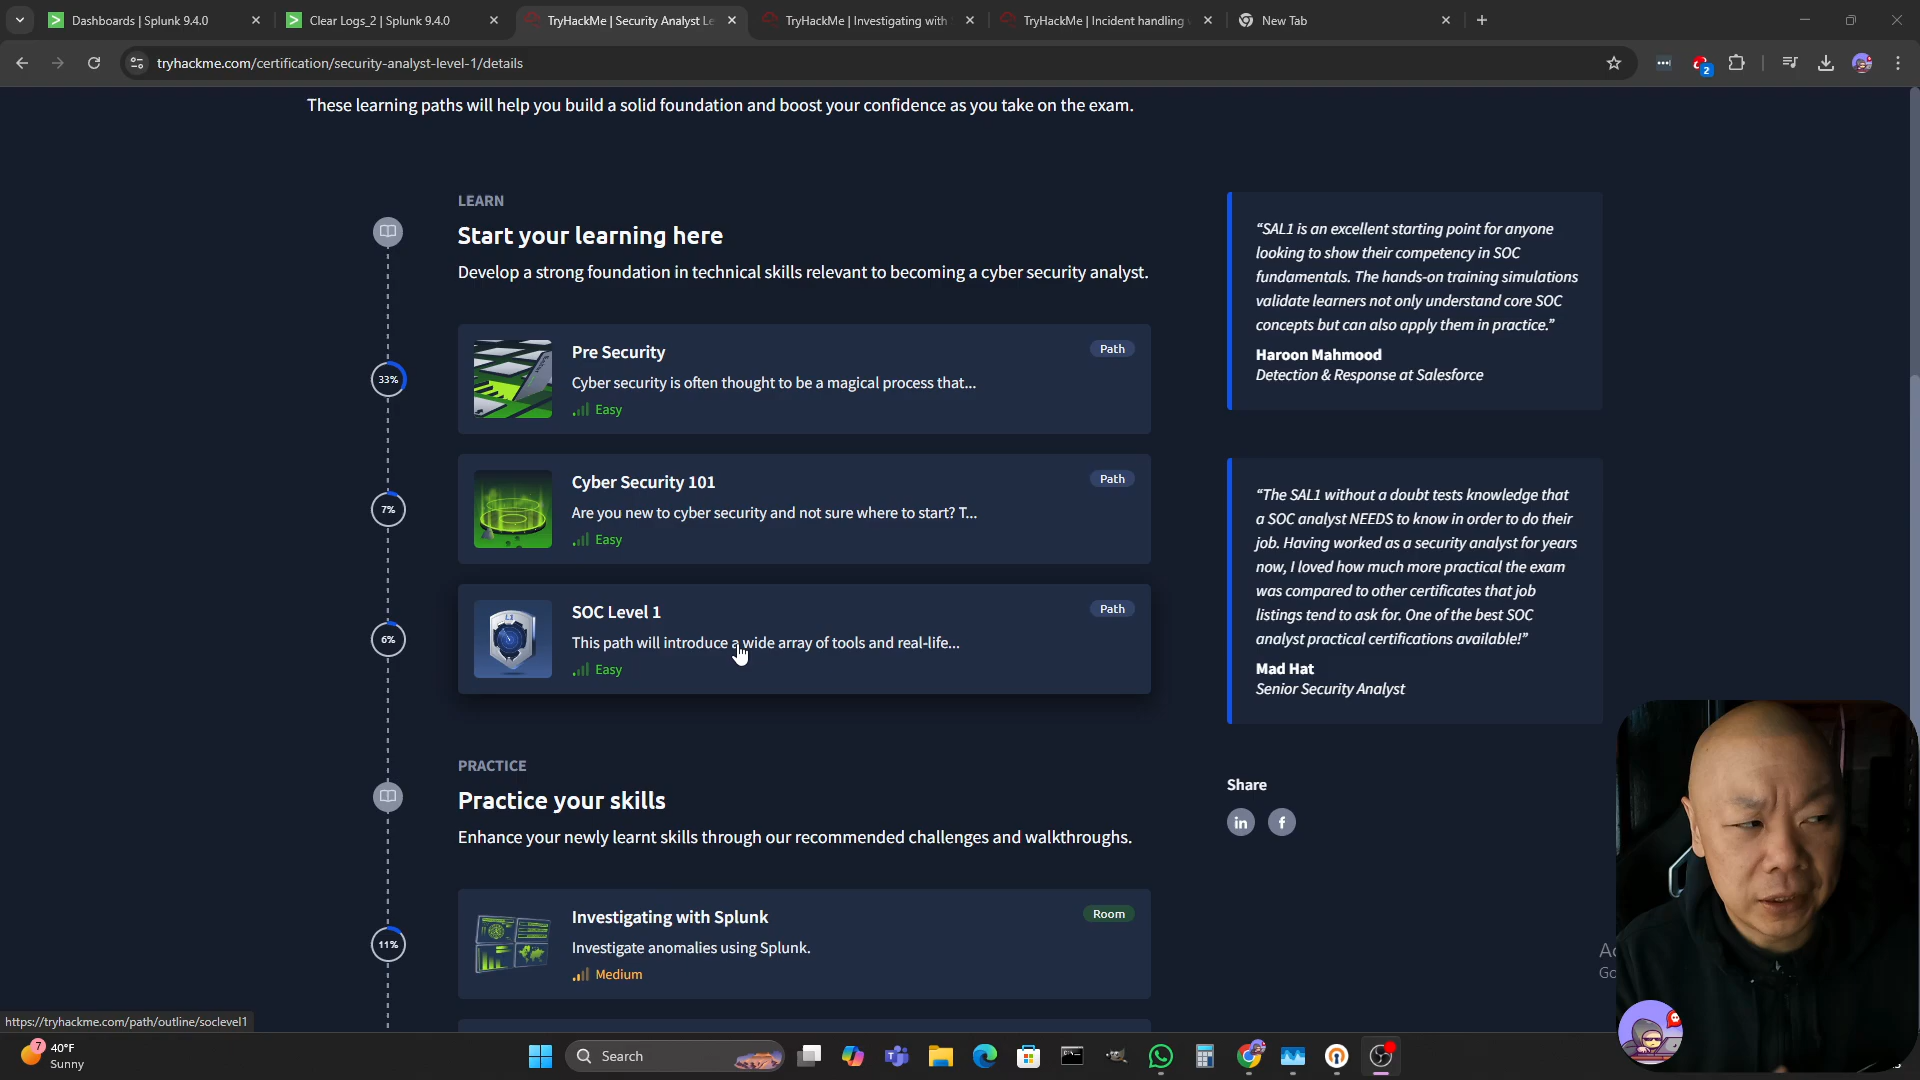 Dashboards | Splunk 9.4.0
Clear Logs_2 | Splunk 9.4.0
TryHackMe | Security Analyst Le
TryHackMe | Investigating with
TryHackMe | Incident handling
New Tab
tryhackme.com/certification/security-analyst-level-1/details
2
These learning paths will help you build a solid foundation and boost your confidence as you take on the exam.
LEARN
Start your learning here
Develop a strong foundation in technical skills relevant to becoming a cyber security analyst.
33%
Pre Security
Path
Cyber security is often thought to be a magical process that...
Easy
7%
Cyber Security 101
Path
Are you new to cyber security and not sure where to start? T...
Easy
6%
L1
SOC Level 1
Path
This path will introduce a wide array of tools and real-life...
Easy
PRACTICE
Practice your skills
Enhance your newly learnt skills through our recommended challenges and walkthroughs.
11%
Investigating with Splunk
Room
Investigate anomalies using Splunk.
Medium
“SAL1 is an excellent starting point for anyone
looking to show their competency in SOC
fundamentals. The hands-on training simulations
validate learners not only understand core SOC
concepts but can also apply them in practice.”
Haroon Mahmood
Detection & Response at Salesforce
“The SAL1 without a doubt tests knowledge that
a SOC analyst NEEDS to know in order to do their
job. Having worked as a security analyst for years
now, I loved how much more practical the exam
was compared to other certificates that job
listings tend to ask for. One of the best SOC
analyst practical certifications available!”
Mad Hat
Senior Security Analyst
Share
in
f
Ac
Go
https://tryhackme.com/path/outline/soclevel1
7
40°F
Sunny
Search